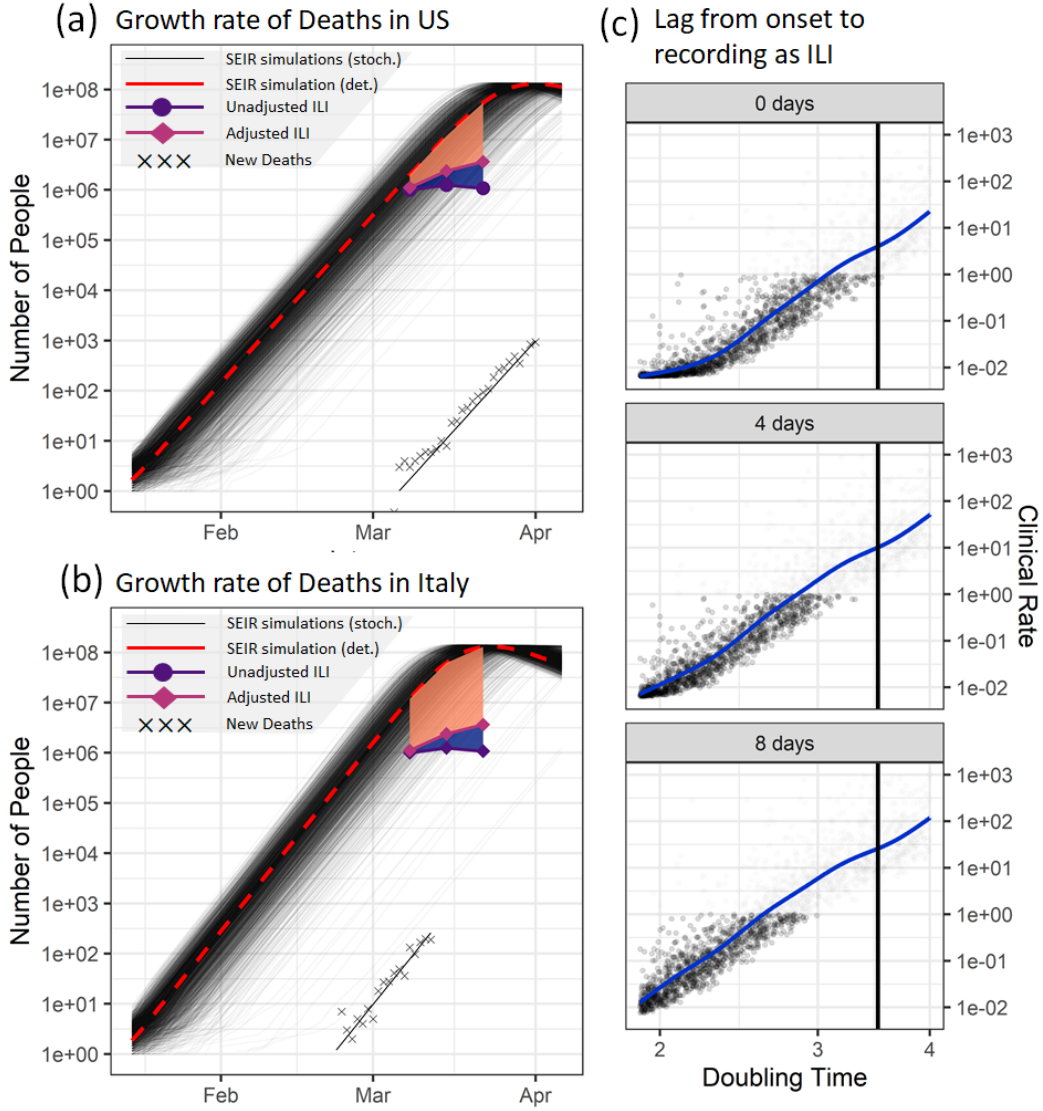 (a) Growth rate of Deaths in US
SEIR simulations (stoch.)
SEIR simulation (det.)
Unadjusted ILI
Adjusted ILI
New Deaths
Number of People
1e+08
1e+07
1e+06
1e+05
1e+04
1e+03
1e+02
1e+01
1e+00
Feb
Mar
Apr
(b) Growth rate of Deaths in Italy
SEIR simulations (stoch.)
SEIR simulation (det.)
Unadjusted ILI
Adjusted ILI
New Deaths
Number of People
1e+08
1e+07
1e+06
1e+05
1e+04
1e+03
1e+02
1e+01
1e+00
Feb
Mar
Apr
(c) Lag from onset to
recording as ILI
0 days
1e+03
1e+02
1e+01
1e+00
1e-01
1e-02
4 days
1e+03
1e+02
1e+01
1e+00
1e-01
1e-02
8 days
1e+03
1e+02
1e+01
1e+00
1e-01
1e-02
Clinical Rate
2
3
4
Doubling Time